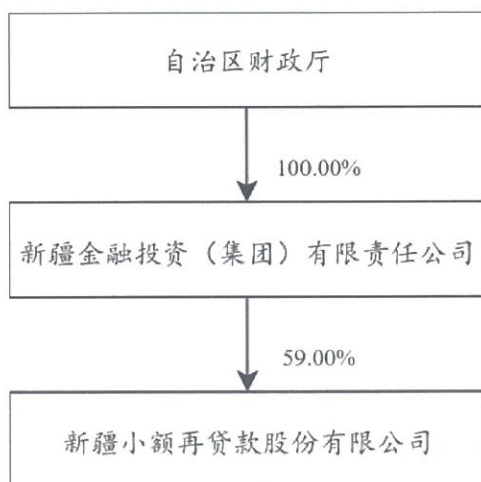 自治区财政厅
100.00%
新疆金融投资（集团）有限责任公司
59.00%
新疆小额再贷款股份有限公司